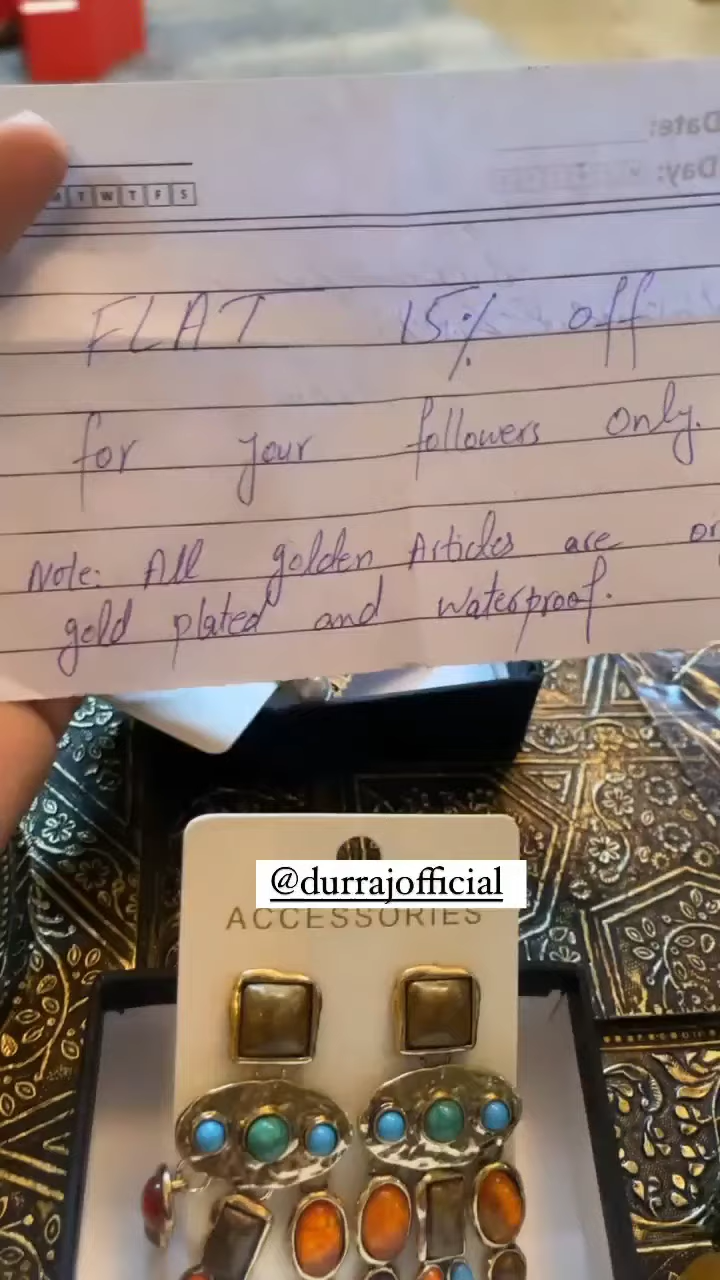 Date:
Day:
T W T F S
FLAT 15% off
for your followers only.
Note: All golden Articles are
gold plated and waterproof.
@durrajofficial
ACCESSORIES